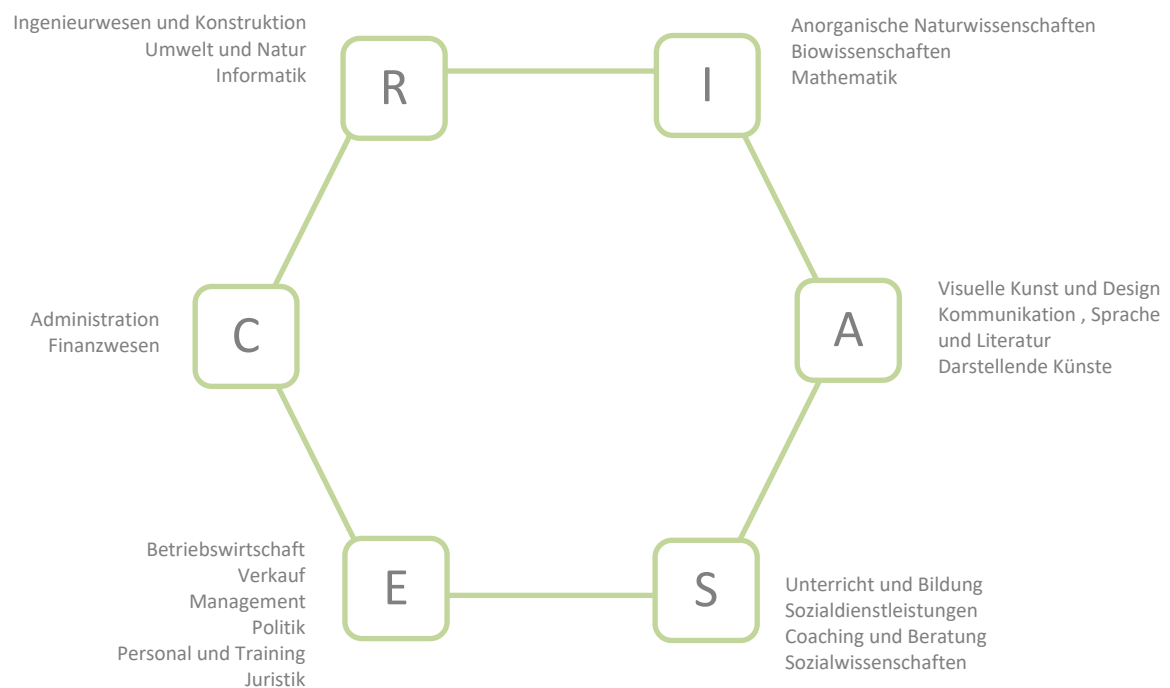 Ingenieurwesen und Konstruktion
Umwelt und Natur
Informatik
R
I
Anorganische Naturwissenschaften
Biowissenschaften
Mathematik
Administration
Finanzwesen
C
A
Visuelle Kunst und Design
Kommunikation , Sprache
und Literatur
Darstellende Künste
Betriebswirtschaft
Verkauf
Management
Politik
Personal und Training
Juristik
E
S
Unterricht und Bildung
Sozialdienstleistungen
Coaching und Beratung
Sozialwissenschaften